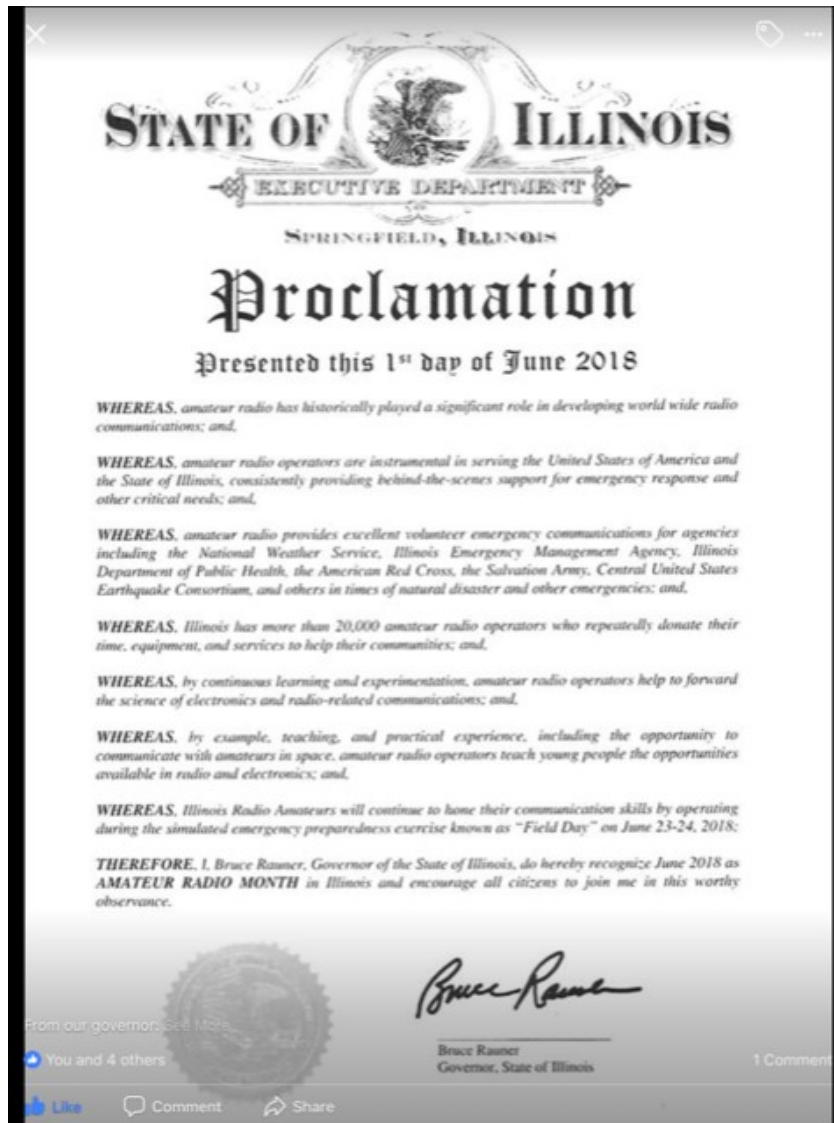 STATE OF ILLINOIS
EXECUTIVE DEPARTMENT
SPRINGFIELD, ILLINOIS
Proclamation
Presented this 1st day of June 2018
WHEREAS, amateur radio has historically played a significant role in developing world wide radio
communications; and,
WHEREAS, amateur radio operators are instrumental in serving the United States of America and
the State of Illinois, consistently providing behind-the-scenes support for emergency response and
other critical needs; and,
WHEREAS, amateur radio provides excellent volunteer emergency communications for agencies
including the National Weather Service, Illinois Emergency Management Agency, Illinois
Department of Public Health, the American Red Cross, the Salvation Army, Central United States
Earthquake Consortium, and others in times of natural disaster and other emergencies; and,
WHEREAS, Illinois has more than 20,000 amateur radio operators who repeatedly donate their
time, equipment, and services to help their communities; and,
WHEREAS, by continuous learning and experimentation, amateur radio operators help to forward
the science of electronics and radio-related communications; and,
WHEREAS, by example, teaching, and practical experience, including the opportunity to
communicate with amateurs in space, amateur radio operators teach young people the opportunities
available in radio and electronics; and,
WHEREAS, Illinois Radio Amateurs will continue to hone their communication skills by operating
during the simulated emergency preparedness exercise known as “Field Day” on June 23-24, 2018;
THEREFORE, I, Bruce Rauner, Governor of the State of Illinois, do hereby recognize June 2018 as
AMATEUR RADIO MONTH in Illinois and encourage all citizens to join me in this worthy
observance.
Bruce Rauner
From our governor: See More
Bruce Rauner
Governor, State of Illinois
You and 4 others
1 Comment
Like Comment Share